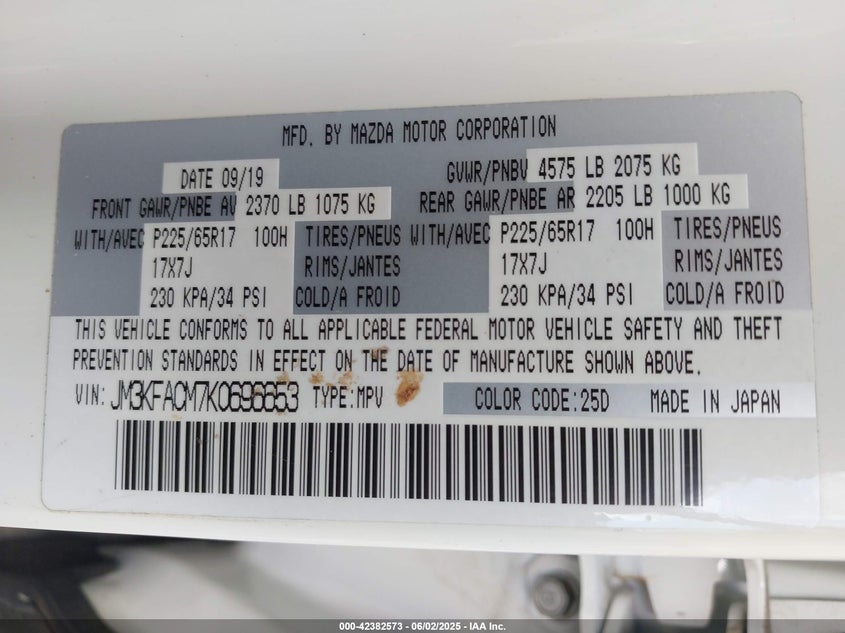 MFD. BY MAZDA MOTOR CORPORATION
DATE 09/19 GVWR/PNBV 4575 LB 2075 KG
FRONT GAWR/PNBE AV 2370 LB 1075 KG REAR GAWR/PNBE AR 2205 LB 1000 KG
WITH/AVEC P225/65R17 100H TIRES/PNEUS WITH/AVEC P225/65R17 100H TIRES/PNEUS
17X7J RIMS/JANTES 17X7J RIMS/JANTES
230 KPA/34 PSI COLD/A FROID 230 KPA/34 PSI COLD/A FROID
THIS VEHICLE CONFORMS TO ALL APPLICABLE FEDERAL MOTOR VEHICLE SAFETY AND THEFT
PREVENTION STANDARDS IN EFFECT ON THE DATE OF MANUFACTURE SHOWN ABOVE.
VIN: JM3KFACM7K0696653 TYPE:MPV COLOR CODE:25D MADE IN JAPAN
000-42382573 - 06/02/2025 - IAA Inc.